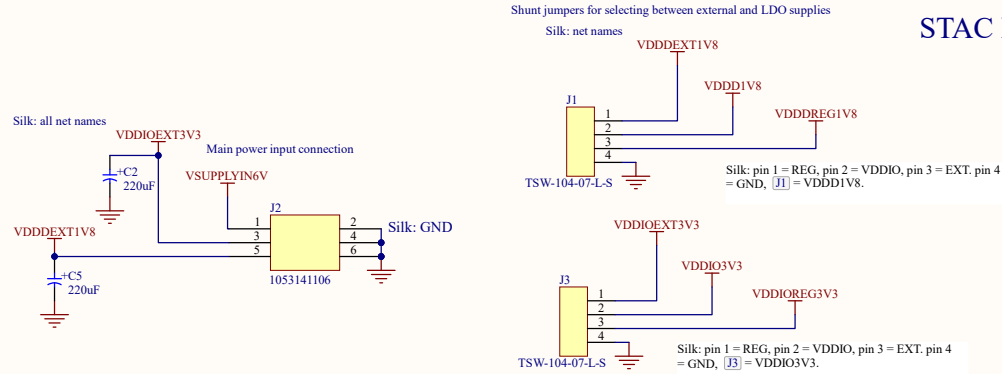 Shunt jumpers for selecting between external and LDO supplies
Silk: net names
STAC
VDDDEXT1V8
VDDD1V8
VDDDREG1V8
J1
1
2
3
4
TSW-104-07-L-S
Silk: pin 1 = REG, pin 2 = VDDIO, pin 3 = EXT. pin 4
= GND, J1 = VDDD1V8.
Silk: all net names
VDDIOEXT3V3
+C2
220uF
Main power input connection
VSUPPLYIN6V
J2
1 2
3 4
5 6
Silk: GND
1053141106
VDDDEXT1V8
+C5
220uF
VDDIOEXT3V3
VDDIO3V3
VDDIOREG3V3
J3
1
2
3
4
TSW-104-07-L-S
Silk: pin 1 = REG, pin 2 = VDDIO, pin 3 = EXT. pin 4
= GND, J3 = VDDIO3V3.